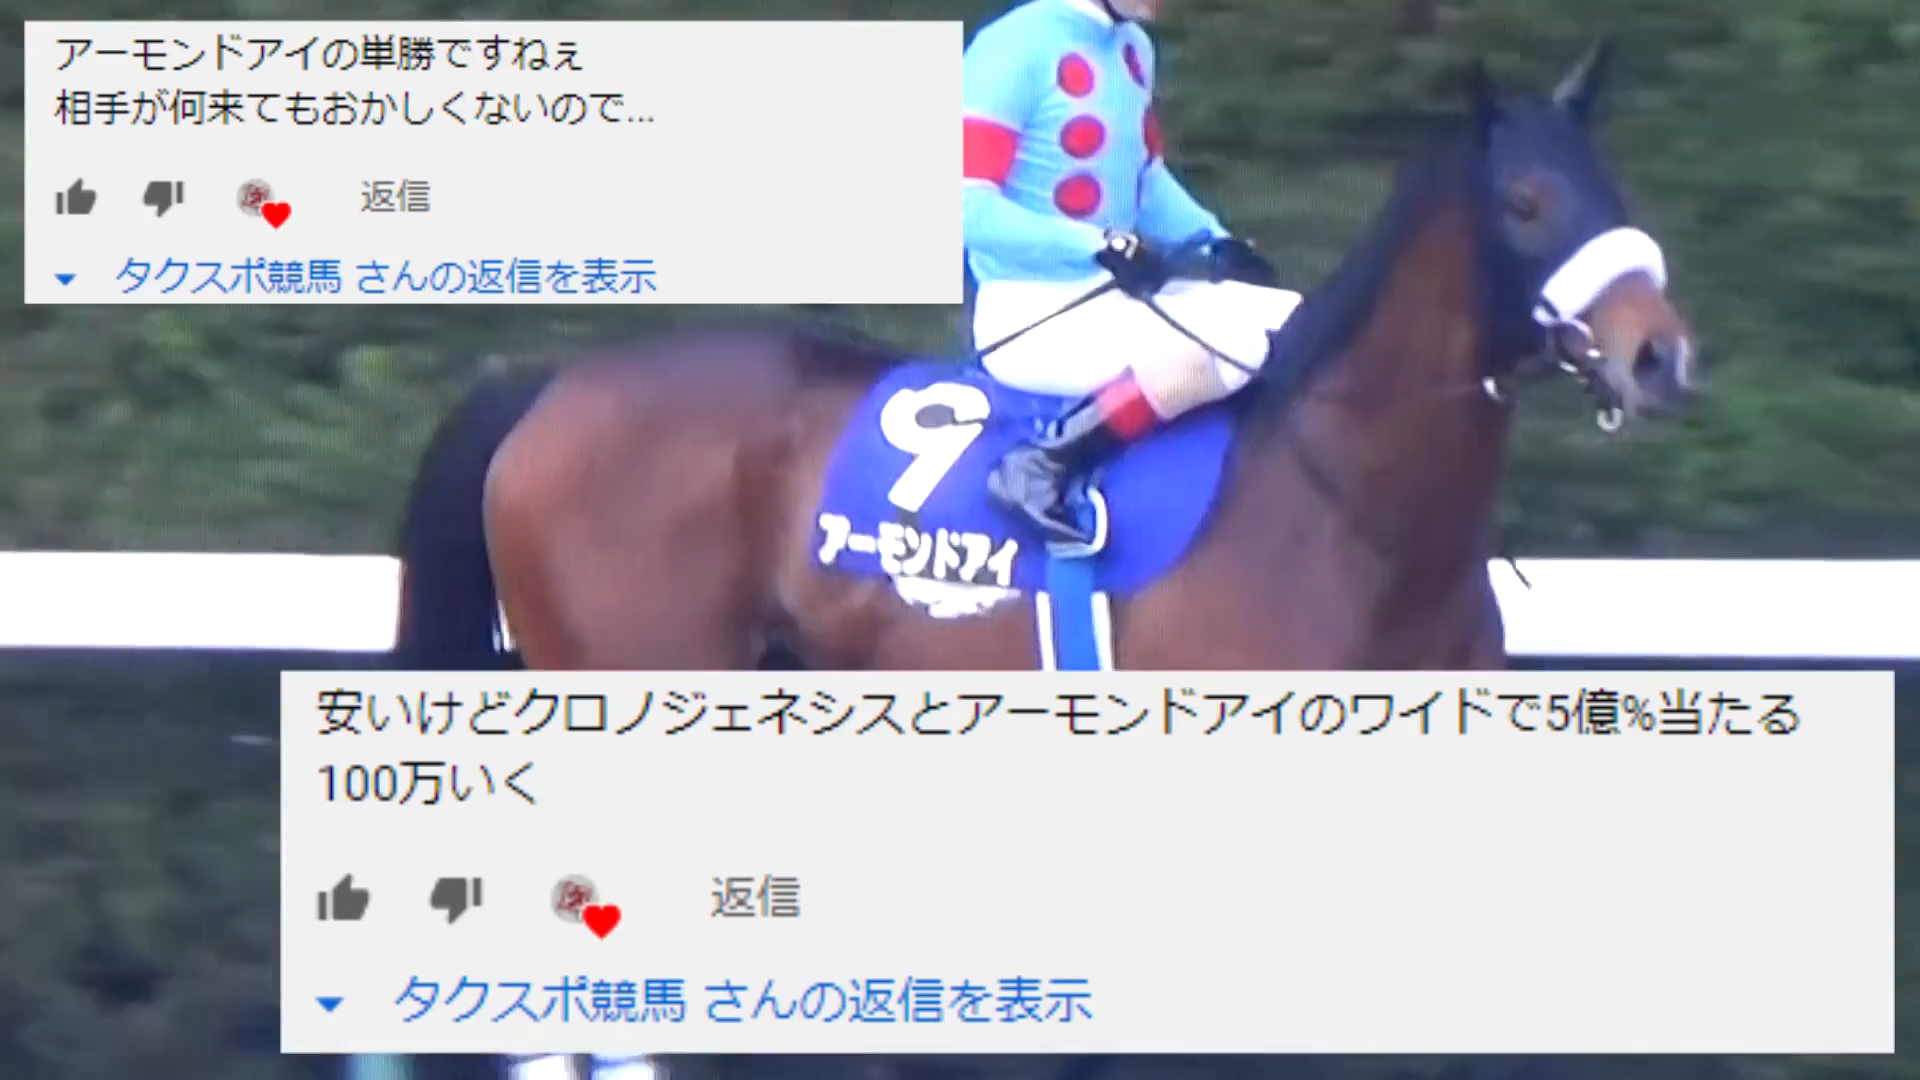 アーモンドアイの単勝ですねぇ
相手が何来てもおかしくないので...
返信
タクスポ競馬 さんの返信を表示
9
アーモンドアイ
安いけどクロノジェネシスとアーモンドアイのワイドで5億%当たる
100万いく
返信
タクスポ競馬 さんの返信を表示